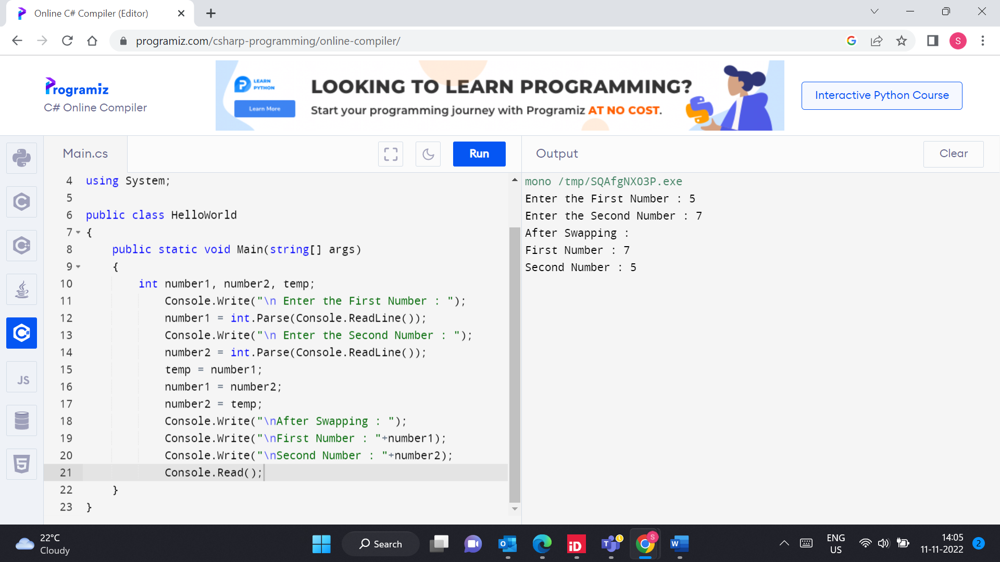 Online C# Compiler (Editor)
programiz.com/csharp-programming/online-compiler/
S
Programiz
C# Online Compiler
LEARN
PYTHON
Learn More
LOOKING TO LEARN PROGRAMMING?
Start your programming journey with Programiz AT NO COST.
Interactive Python Course
Main.cs
Run
Output
Clear
4 using System;
5
6 public class HelloWorld
7 {
8 public static void Main(string[] args)
9 {
10 int number1, number2, temp;
11 Console.Write("\n Enter the First Number : ");
12 number1 = int.Parse(Console.ReadLine());
13 Console.Write("\n Enter the Second Number : ");
14 number2 = int.Parse(Console.ReadLine());
15 temp = number1;
16 number1 = number2;
17 number2 = temp;
18 Console.Write("\nAfter Swapping : ");
19 Console.Write("\nFirst Number : "+number1);
20 Console.Write("\nSecond Number : "+number2);
21 Console.Read();
22 }
23 }
mono /tmp/SQAfgNXO3P.exe
Enter the First Number : 5
Enter the Second Number : 7
After Swapping :
First Number : 7
Second Number : 5
JS
22°C
Cloudy
Search
iD
S
ENG
US
14:05
11-11-2022
2